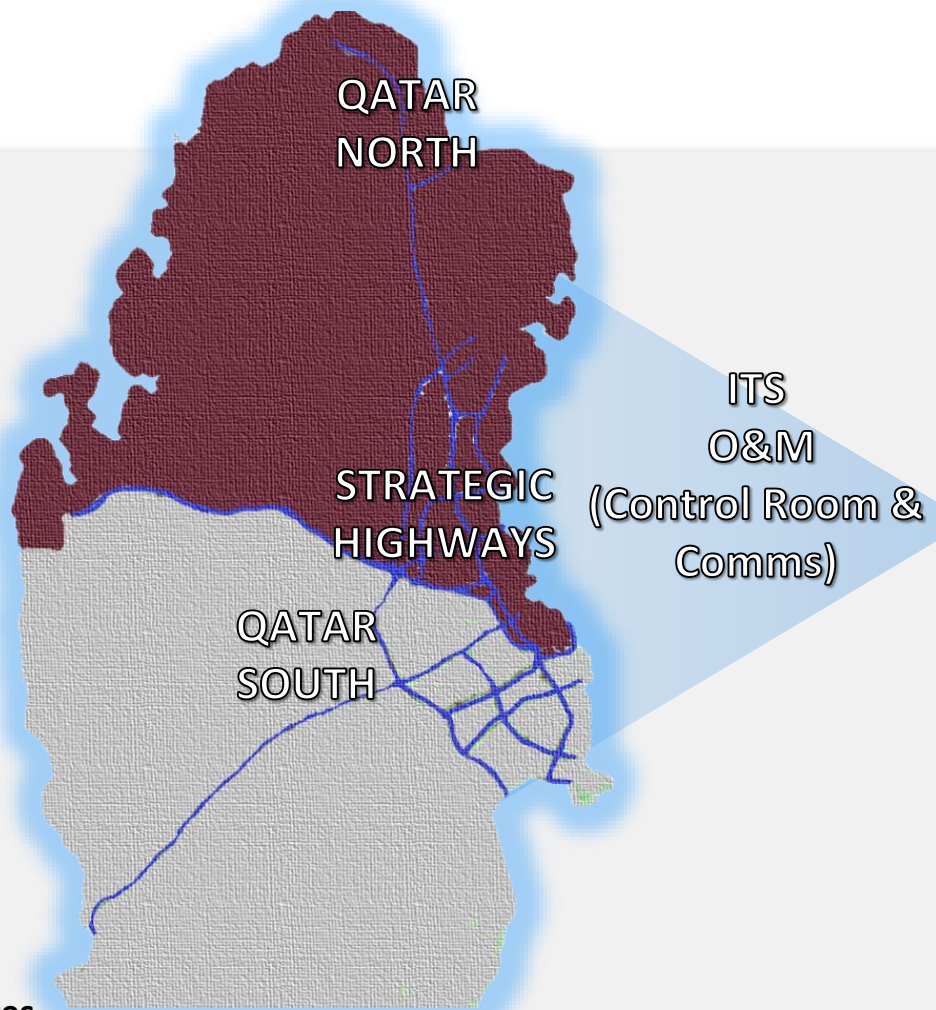 QATAR
NORTH
STRATEGIC
HIGHWAYS
QATAR
SOUTH
ITS
O&M
(Control Room &
Comms)